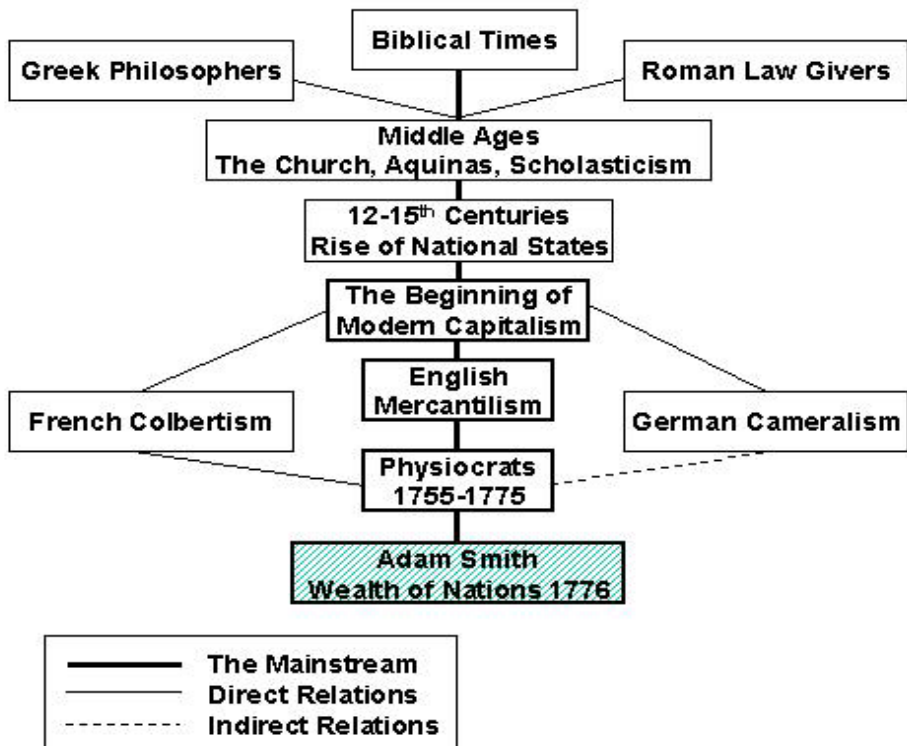 Biblical Times
Greek Philosophers
Roman Law Givers
Middle Ages
The Church, Aquinas, Scholasticism
12-15th Centuries
Rise of National States
The Beginning of
Modern Capitalism
English
Mercantilism
French Colbertism
German Cameralism
Physiocrats
1755-1775
Adam Smith
Wealth of Nations 1776
The Mainstream
Direct Relations
Indirect Relations